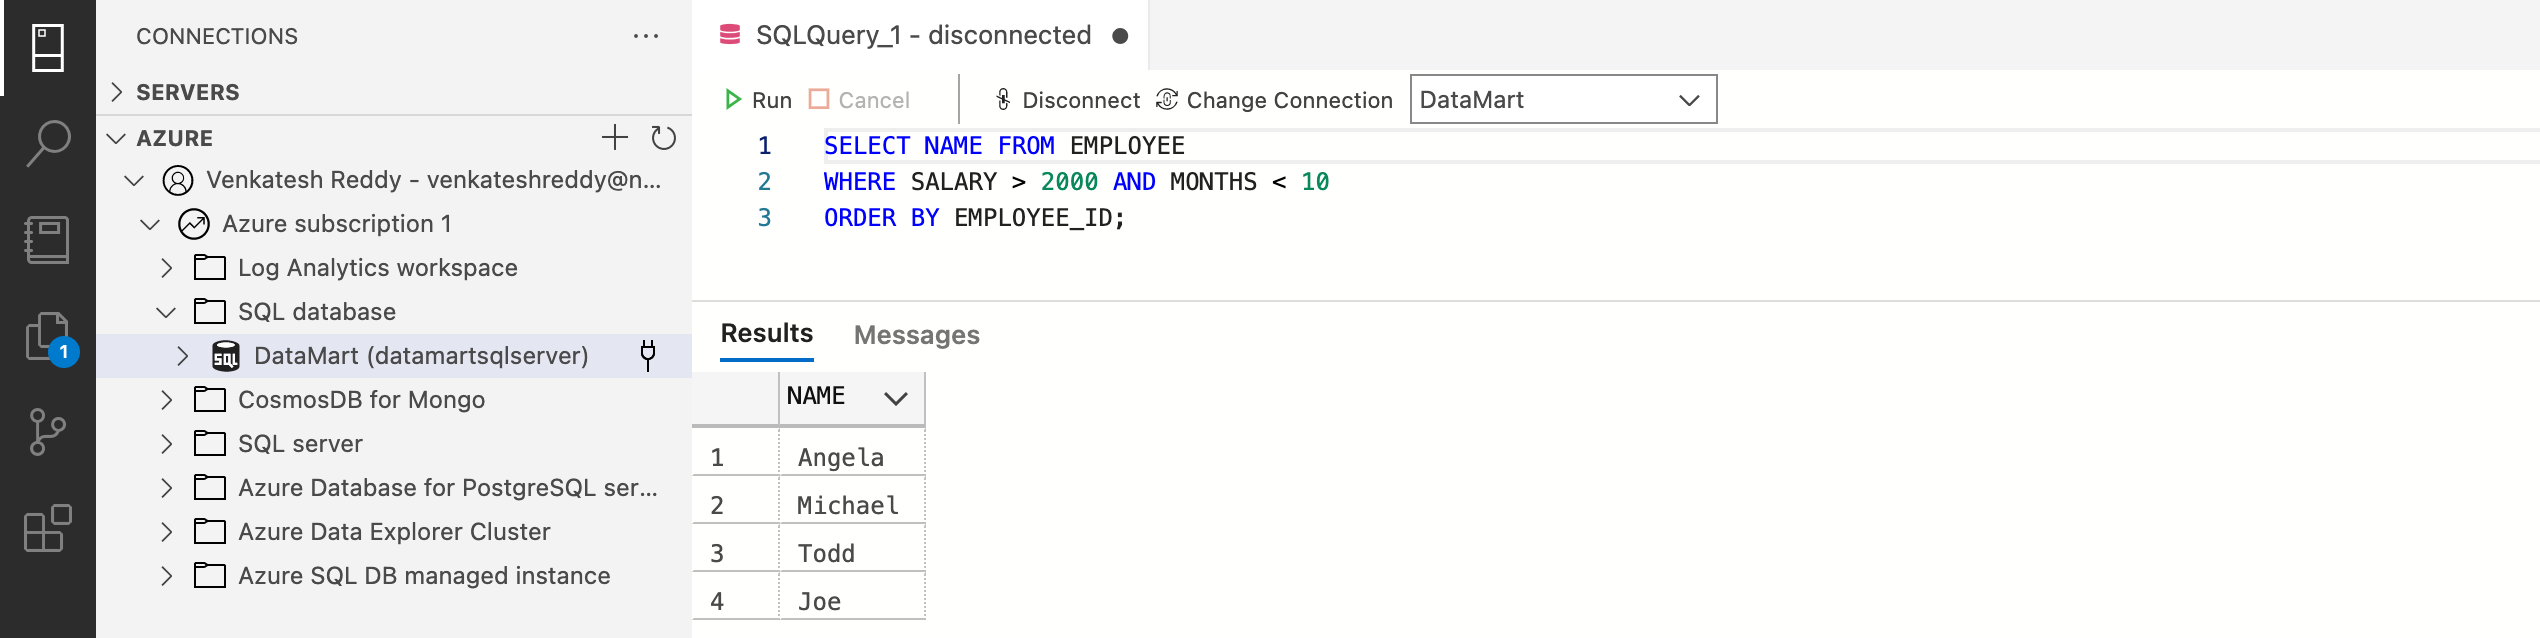 CONNECTIONS
SERVERS
AZURE
Venkatesh Reddy - venkateshreddy@n...
Azure subscription 1
Log Analytics workspace
SQL database
SQL
DataMart (datamartsqlserver)
CosmosDB for Mongo
SQL server
Azure Database for PostgreSQL ser...
Azure Data Explorer Cluster
Azure SQL DB managed instance
1
SQLQuery_1 - disconnected
Run Cancel Disconnect Change Connection DataMart
1 SELECT NAME FROM EMPLOYEE
2 WHERE SALARY > 2000 AND MONTHS < 10
3 ORDER BY EMPLOYEE_ID;
Results Messages
NAME
1 Angela
2 Michael
3 Todd
4 Joe